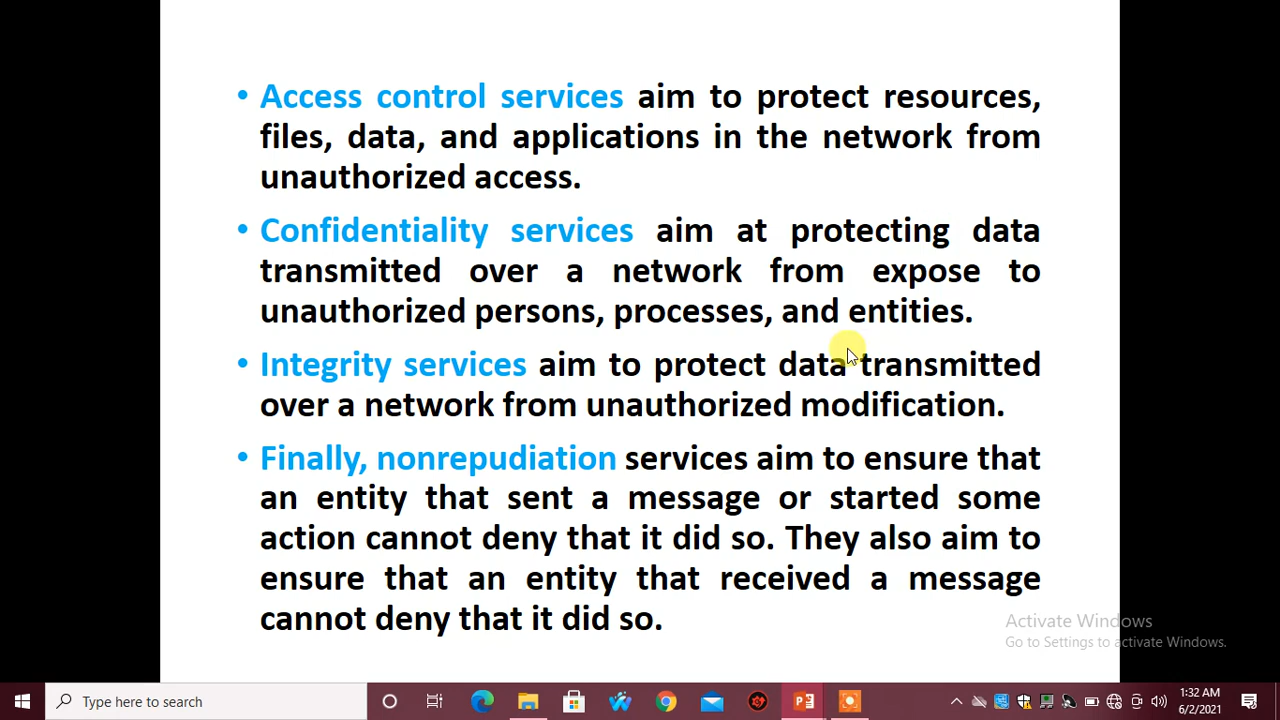 • Access control services aim to protect resources,
files, data, and applications in the network from
unauthorized access.
• Confidentiality services aim at protecting data
transmitted over a network from expose to
unauthorized persons, processes, and entities.
• Integrity services aim to protect data transmitted
over a network from unauthorized modification.
• Finally, nonrepudiation services aim to ensure that
an entity that sent a message or started some
action cannot deny that it did so. They also aim to
ensure that an entity that received a message
cannot deny that it did so.
Activate Windows
Go to Settings to activate Windows.
Type here to search
1:32 AM
6/2/2021